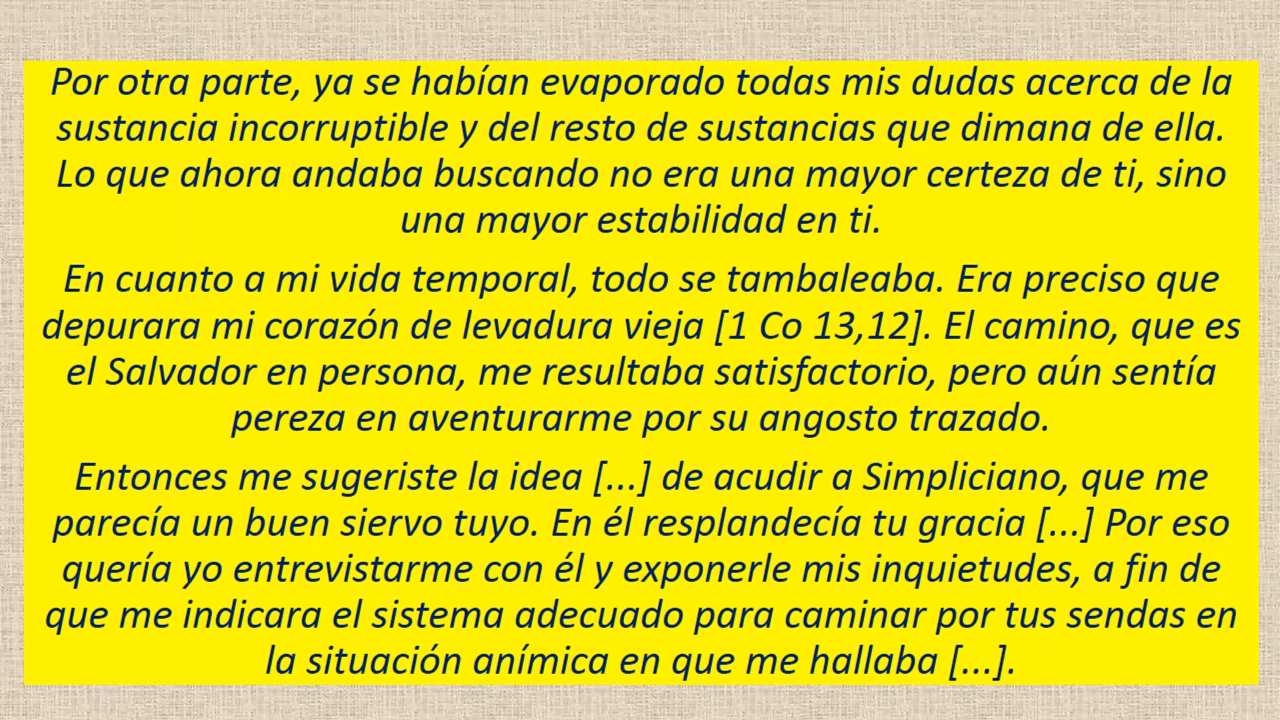 Por otra parte, ya se habían evaporado todas mis dudas acerca de la
sustancia incorruptible y del resto de sustancias que dimana de ella.
Lo que ahora andaba buscando no era una mayor certeza de ti, sino
una mayor estabilidad en ti.
En cuanto a mi vida temporal, todo se tambaleaba. Era preciso que
depurara mi corazón de levadura vieja [1 Co 13,12]. El camino, que es
el Salvador en persona, me resultaba satisfactorio, pero aún sentía
pereza en aventurarme por su angosto trazado.
Entonces me sugeriste la idea [...] de acudir a Simpliciano, que me
parecía un buen siervo tuyo. En él resplandecía tu gracia [...] Por eso
quería yo entrevistarme con él y exponerle mis inquietudes, a fin de
que me indicara el sistema adecuado para caminar por tus sendas en
la situación anímica en que me hallaba [...].